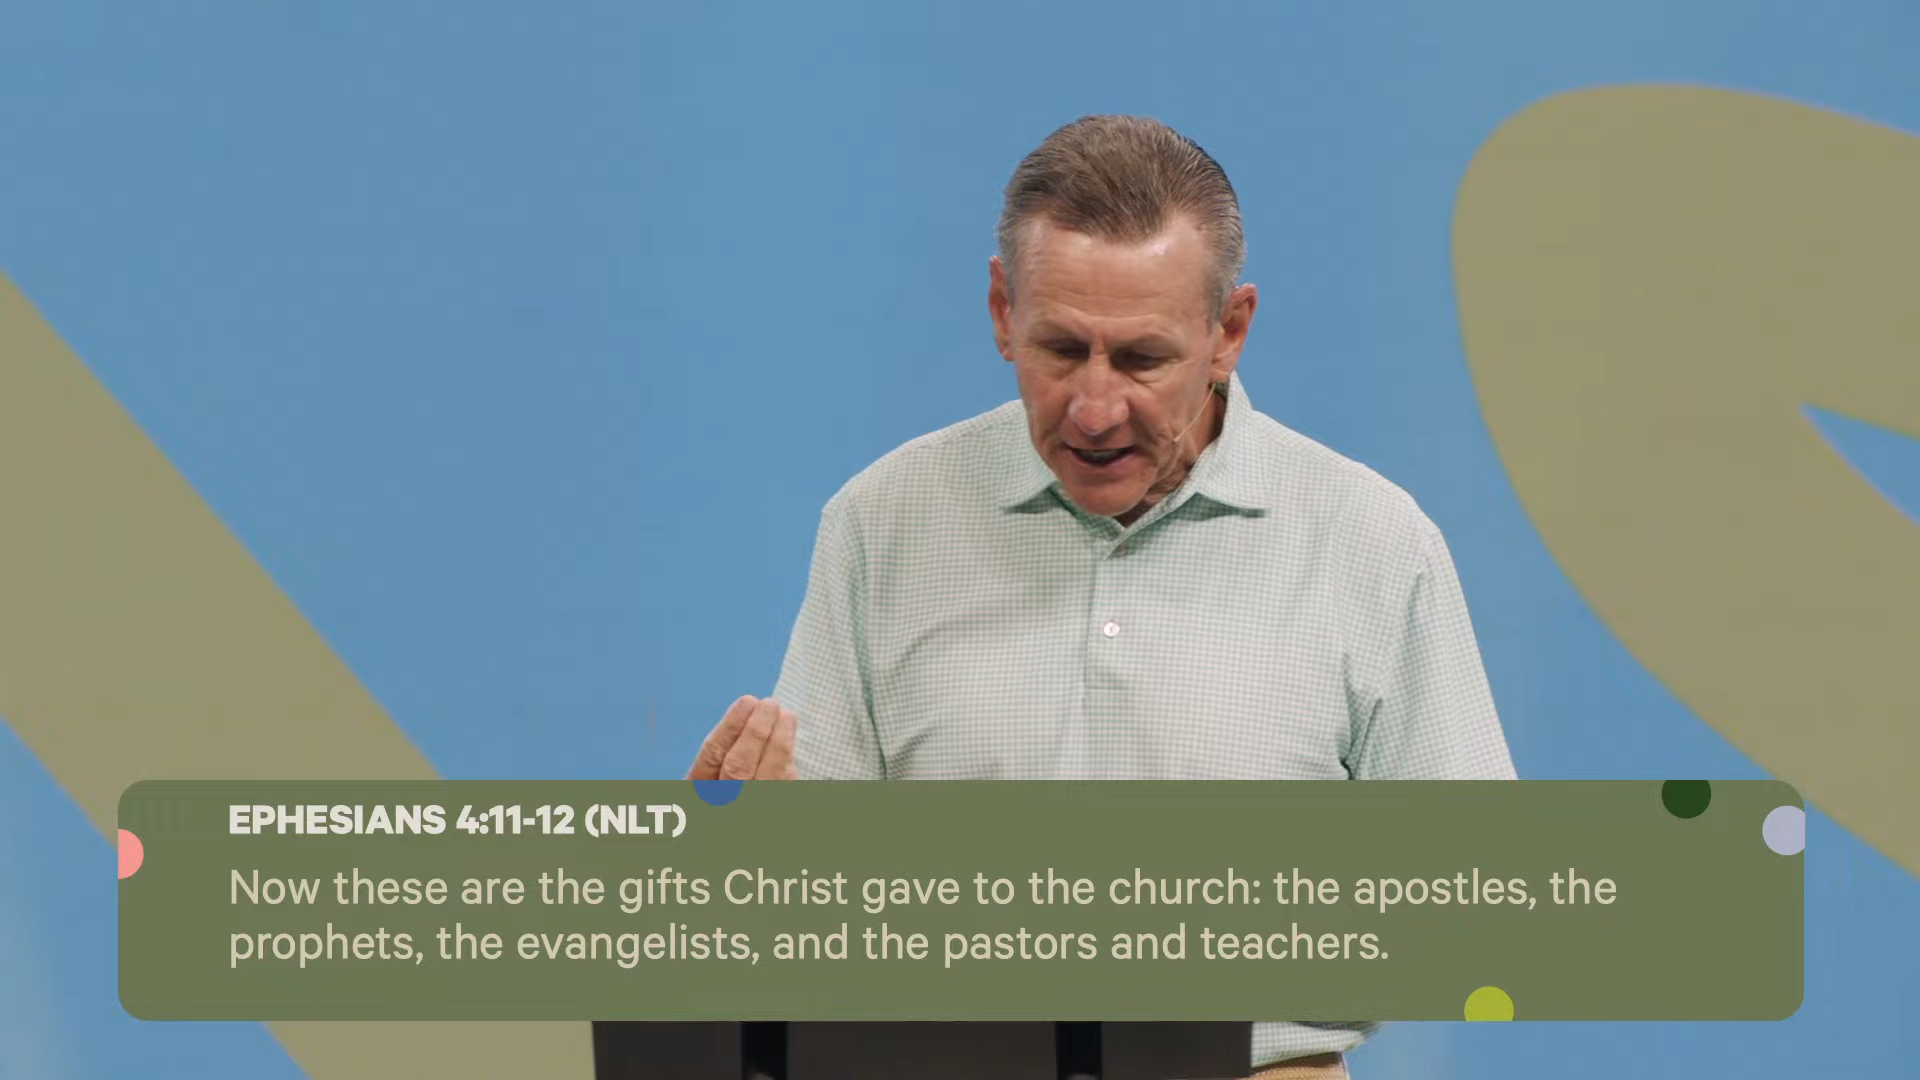 EPHESIANS 4:11-12 (NLT)
Now these are the gifts Christ gave to the church: the apostles, the
prophets, the evangelists, and the pastors and teachers.